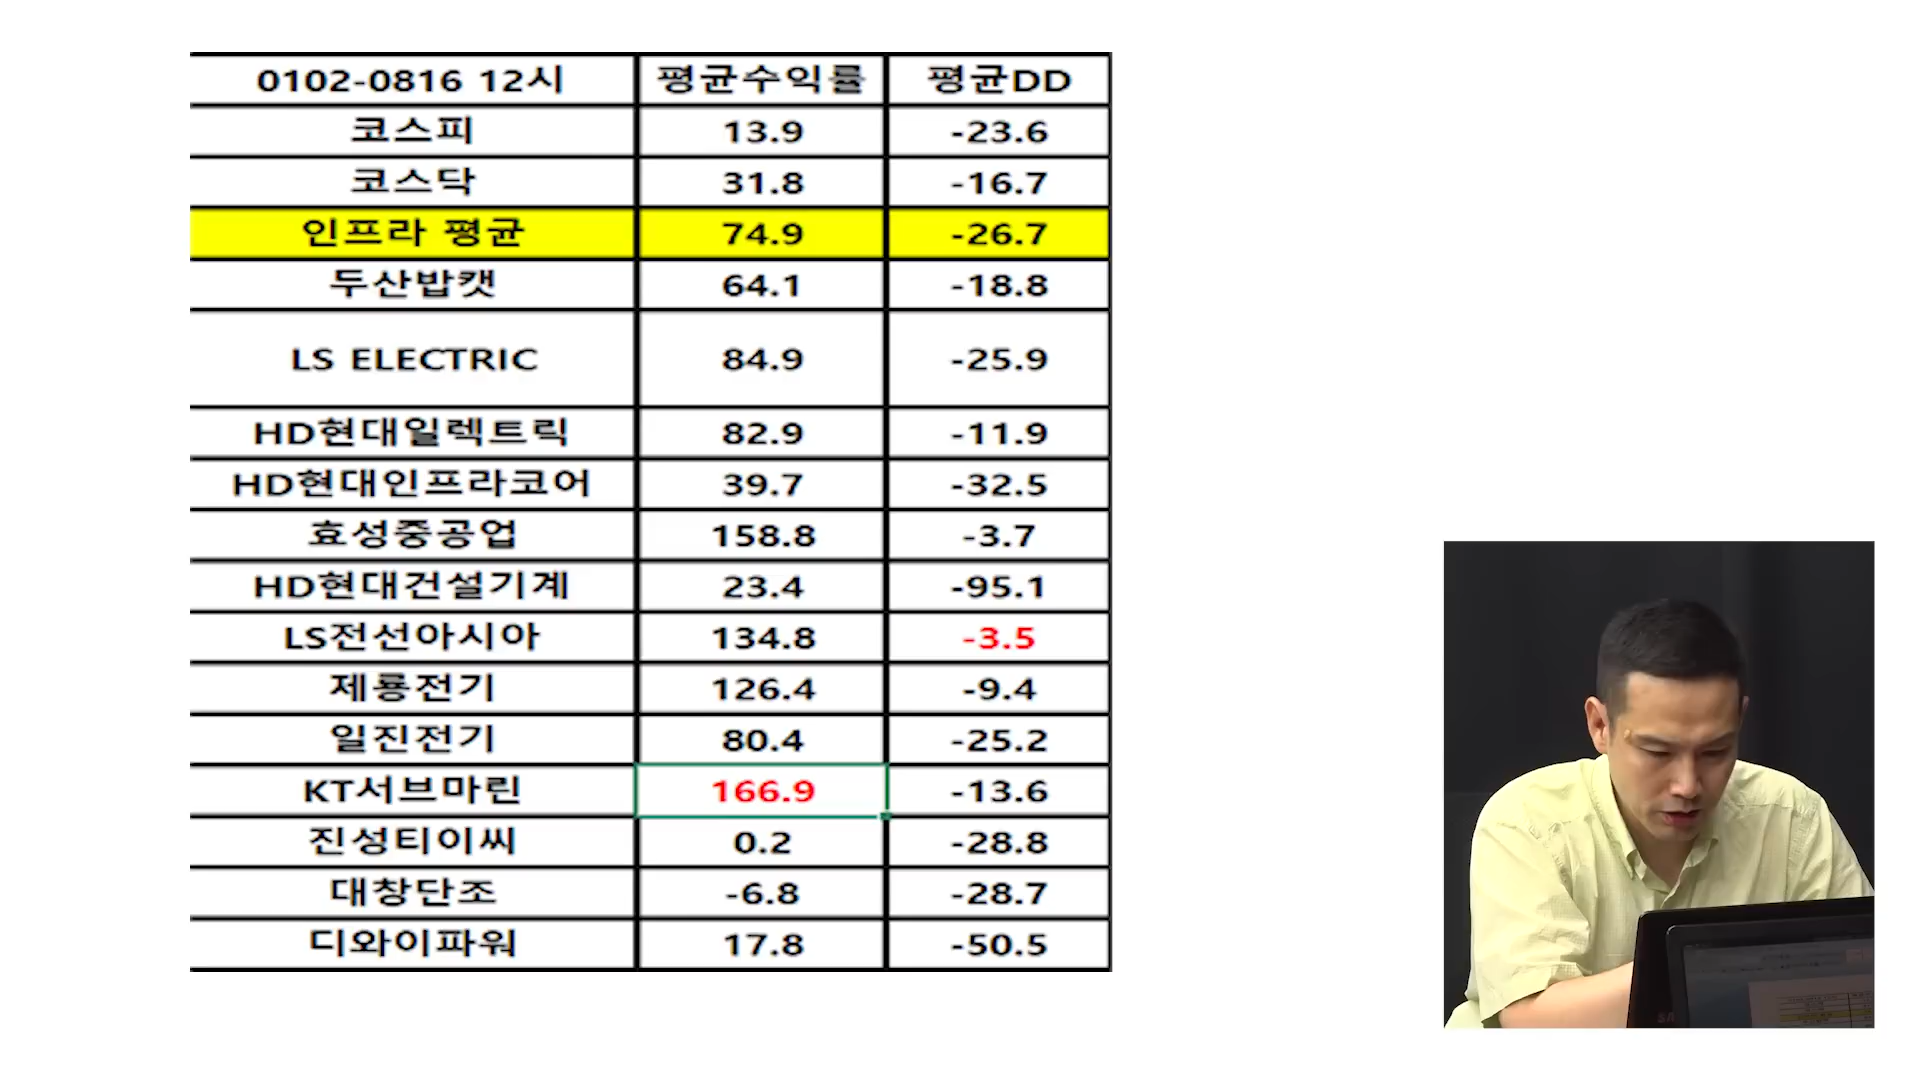 0102-0816 12시 평균수익률 평균DD
코스피 13.9 -23.6
코스닥 31.8 -16.7
인프라 평균 74.9 -26.7
두산밥캣 64.1 -18.8
LS ELECTRIC 84.9 -25.9
HD현대일렉트릭 82.9 -11.9
HD현대인프라코어 39.7 -32.5
효성중공업 158.8 -3.7
HD현대건설기계 23.4 -95.1
LS전선아시아 134.8 -3.5
제룡전기 126.4 -9.4
일진전기 80.4 -25.2
KT서브마린 166.9 -13.6
진성티이씨 0.2 -28.8
대창단조 -6.8 -28.7
디와이파워 17.8 -50.5